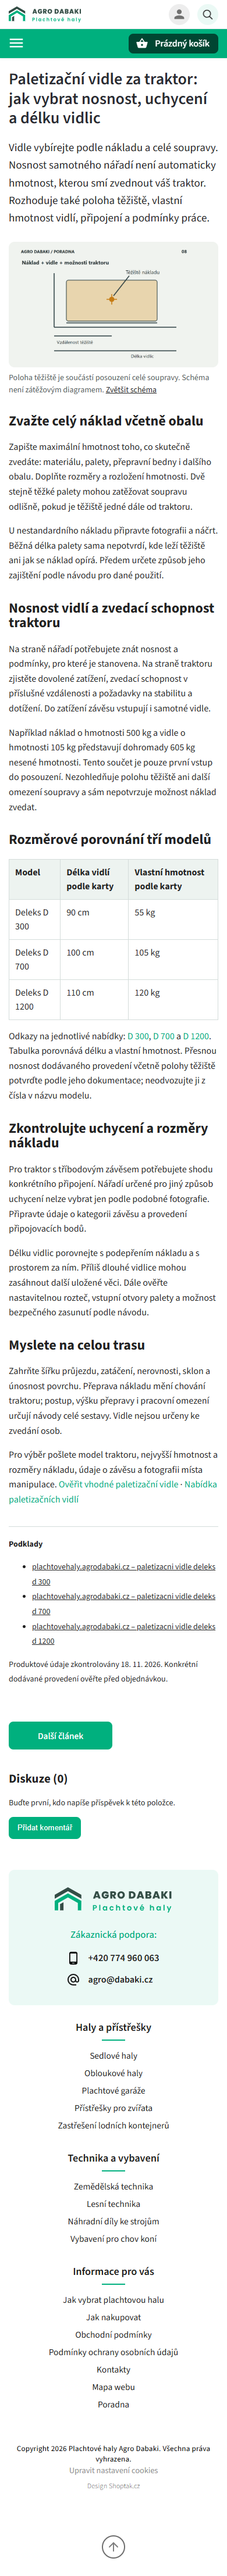 AGRO DABAKI
Plachtové haly
Prázdný košík
Paletizační vidle za traktor:
jak vybrat nosnost, uchycení
a délku vidlic
Vidle vybírejte podle nákladu a celé soupravy.
Nosnost samotného nářadí není automaticky
hmotnost, kterou smí zvednout váš traktor.
Rozhoduje také poloha těžiště, vlastní
hmotnost vidlí, připojení a podmínky práce.
AGRO DABAKI / PORADNA
08
Náklad + vidle = možnosti traktoru
Těžiště nákladu
Vzdálenost těžiště
Délka vidlic
Poloha těžiště je součástí posouzení celé soupravy. Schéma
není zátěžovým diagramem. Zvětšit schéma
Zvažte celý náklad včetně obalu
Zapište maximální hmotnost toho, co skutečně
zvedáte: materiálu, palety, přepravní bedny i dalšího
obalu. Doplňte rozměry a rozložení hmotnosti. Dvě
stejně těžké palety mohou zatěžovat soupravu
odlišně, pokud je těžiště jedné dále od traktoru.
U nestandardního nákladu připravte fotografii a náčrt.
Běžná délka palety sama nepotvrdí, kde leží těžiště
ani jak se náklad opírá. Předem určete způsob jeho
zajištění podle návodu pro dané použití.
Nosnost vidlí a zvedací schopnost
traktoru
Na straně nářadí potřebujete znát nosnost a
podmínky, pro které je stanovena. Na straně traktoru
zjistěte dovolené zatížení, zvedací schopnost v
příslušné vzdálenosti a požadavky na stabilitu a
dotížení. Do zatížení závěsu vstupují i samotné vidle.
Například náklad o hmotnosti 500 kg a vidle o
hmotnosti 105 kg představují dohromady 605 kg
nesené hmotnosti. Tento součet je pouze první vstup
do posouzení. Nezohledňuje polohu těžiště ani další
omezení soupravy a sám nepotvrzuje možnost náklad
zvedat.
Rozměrové porovnání tří modelů
Model
Délka vidlí podle karty
Vlastní hmotnost podle karty
Deleks D 300
90 cm
55 kg
Deleks D 700
100 cm
105 kg
Deleks D 1200
110 cm
120 kg
Odkazy na jednotlivé nabídky: D 300, D 700 a D 1200.
Tabulka porovnává délku a vlastní hmotnost. Přesnou
nosnost dodávaného provedení včetně polohy těžiště
potvrďte podle jeho dokumentace; neodvozujte ji z
čísla v názvu modelu.
Zkontrolujte uchycení a rozměry
nákladu
Pro traktor s tříbodovým závěsem potřebujete shodu
konkrétního připojení. Nářadí určené pro jiný způsob
uchycení nelze vybrat jen podle podobné fotografie.
Připravte údaje o kategorii závěsu a provedení
připojovacích bodů.
Délku vidlic porovnejte s podepřením nákladu a s
prostorem za ním. Příliš dlouhé vidlice mohou
zasáhnout další uložené věci. Dále ověřte
nastavitelnou rozteč, vstupní otvory palety a možnost
bezpečného zasunutí podle návodu.
Myslete na celou trasu
Zahrňte šířku průjezdu, zatáčení, nerovnosti, sklon a
únosnost povrchu. Přeprava nákladu mění chování
traktoru; postup, výšku přepravy i pracovní omezení
určují návody celé sestavy. Vidle nejsou určeny ke
zvedání osob.
Pro výběr pošlete model traktoru, nejvyšší hmotnost a
rozměry nákladu, údaje o závěsu a fotografii místa
manipulace. Ověřit vhodné paletizační vidle · Nabídka
paletizačních vidlí
Podklady
plachtovehaly.agrodabaki.cz – paletizacni vidle deleks
d 300
plachtovehaly.agrodabaki.cz – paletizacni vidle deleks
d 700
plachtovehaly.agrodabaki.cz – paletizacni vidle deleks
d 1200
Produktové údaje zkontrolovány 18. 11. 2026. Konkrétní
dodávané provedení ověřte před objednávkou.
Další článek
Diskuze (0)
Buďte první, kdo napíše příspěvek k této položce.
Přidat komentář
AGRO DABAKI
Plachtové haly
Zákaznická podpora:
+420 774 960 063
agro@dabaki.cz
Haly a přístřešky
Sedlové haly
Obloukové haly
Plachtové garáže
Přístřešky pro zvířata
Zastřešení lodních kontejnerů
Technika a vybavení
Zemědělská technika
Lesní technika
Náhradní díly ke strojům
Vybavení pro chov koní
Informace pro vás
Jak vybrat plachtovou halu
Jak nakupovat
Obchodní podmínky
Podmínky ochrany osobních údajů
Kontakty
Mapa webu
Poradna
Copyright 2026 Plachtové haly Agro Dabaki. Všechna práva
vyhrazena.
Upravit nastavení cookies
Design Shoptak.cz